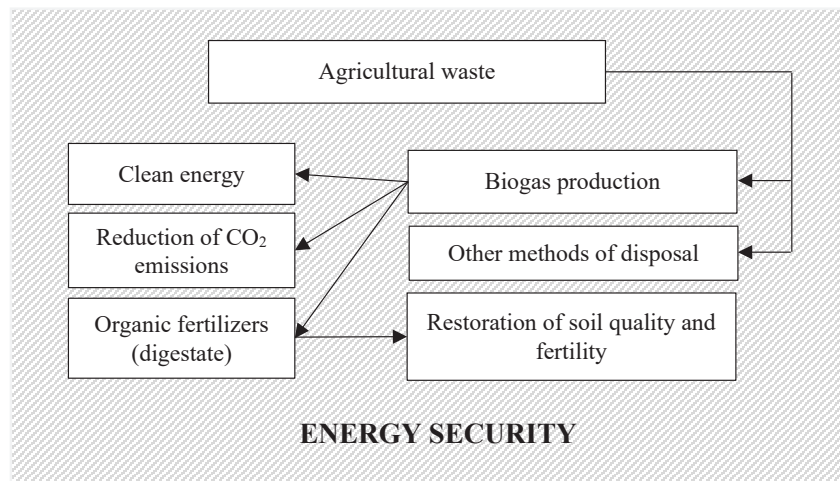 Agricultural waste
Clean energy
Biogas production
Reduction of CO₂
emissions
Other methods of disposal
Organic fertilizers
(digestate)
Restoration of soil quality and
fertility
ENERGY SECURITY